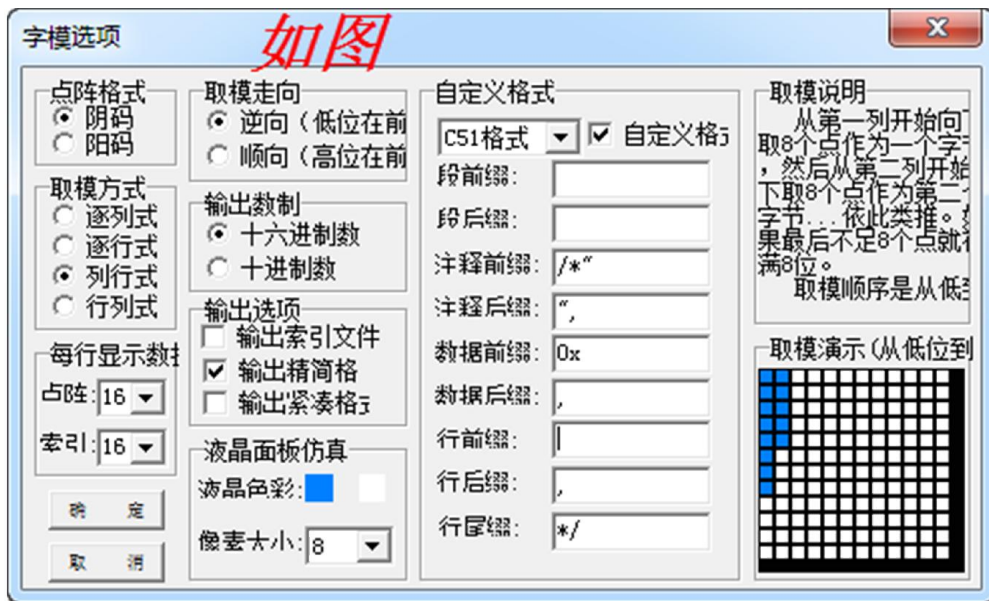 字模选项
如图
点阵格式
阴码
阳码
取模方式
逐列式
逐行式
列行式
行列式
每行显示数
点阵:16
索引:16
确 定
取 消
取模走向
逆向(低位在前
顺向(高位在前
输出数制
十六进制数
十进制数
输出选项
输出索引文件
输出精简格
输出紧凑格式
液晶面板仿真
液晶色彩:
像素大小:8
自定义格式
C51格式
自定义格式
段前缀:
段后缀:
注释前缀: /*"
注释后缀: ",
数据前缀: 0x
数据后缀: ,
行前缀:
行后缀: ,
行尾缀: */
取模说明
从第一列开始向下
取8个点作为一个字节
,然后从第二列开始
下取8个点作为第二个
字节...依此类推。如
果最后不足8个点就补
满8位。
取模顺序是从低到
取模演示(从低位到